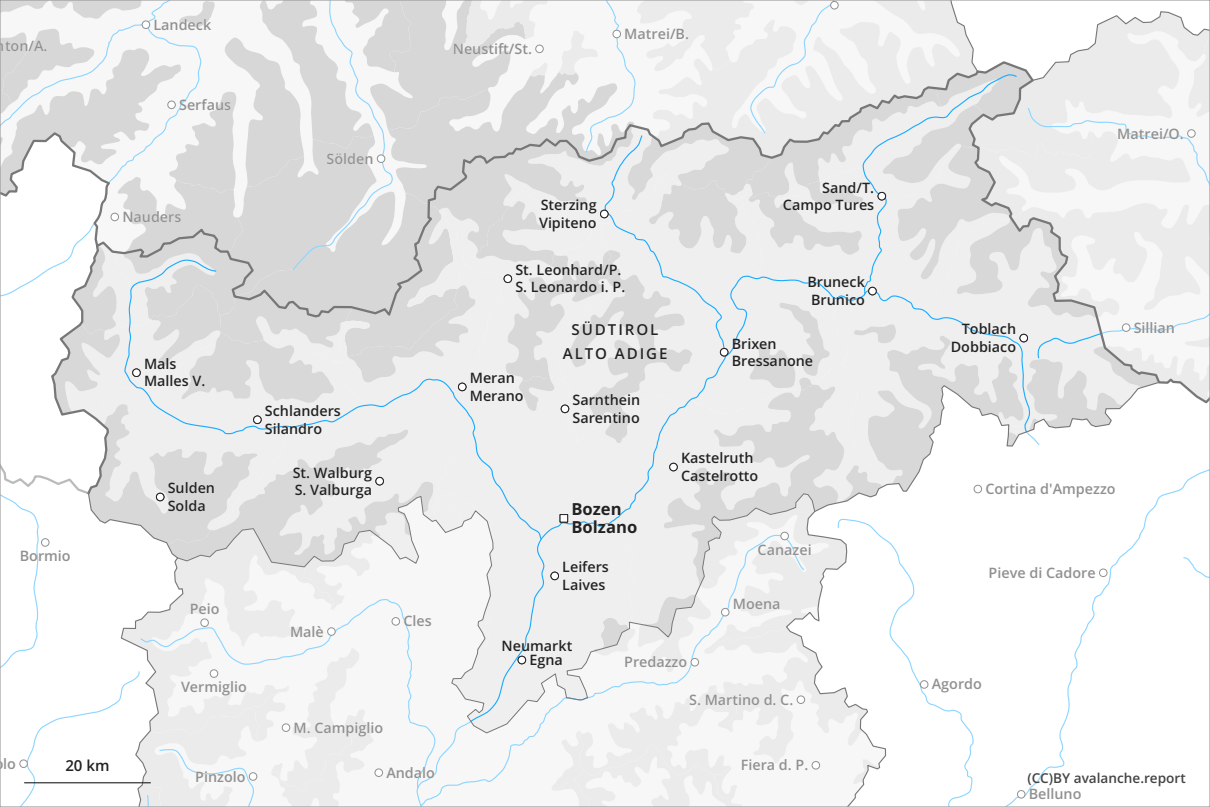 Landeck
nton/A.
Neustift/St.
Matrei/B.
Serfaus
Matrei/O.
Sölden
Sand/T.
Campo Tures
Nauders
Sterzing
Vipiteno
St. Leonhard/P.
S. Leonardo i. P.
Bruneck
Brunico
SÜDTIROL
ALTO ADIGE
Toblach
Dobbiaco
Sillian
Brixen
Bressanone
Mals
Malles V.
Meran
Merano
Schlanders
Silandro
Sarnthein
Sarentino
Kastelruth
Castelrotto
St. Walburg
S. Valburga
Sulden
Solda
Cortina d'Ampezzo
Bozen
Bolzano
Bormio
Canazei
Leifers
Laives
Pieve di Cadore
Peio
Moena
Malè
Cles
Neumarkt
Egna
Predazzo
Vermiglio
Agordo
S. Martino d. C.
M. Campiglio
olo
20 km
Pinzolo
Andalo
Fiera d. P.
(CC)BY avalanche.report
Belluno